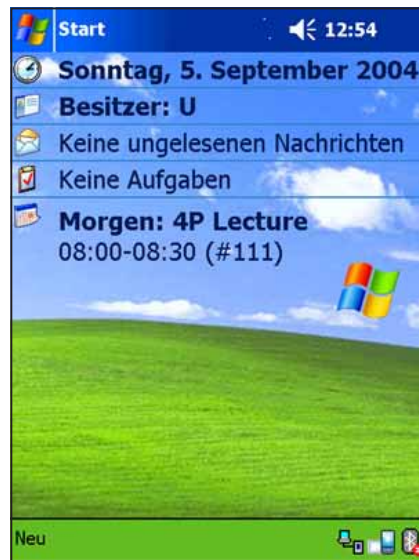 Start 12:54
Sonntag, 5. September 2004
Besitzer: U
Keine ungelesenen Nachrichten
Keine Aufgaben
Morgen: 4P Lecture
08:00-08:30 (#111)
Neu